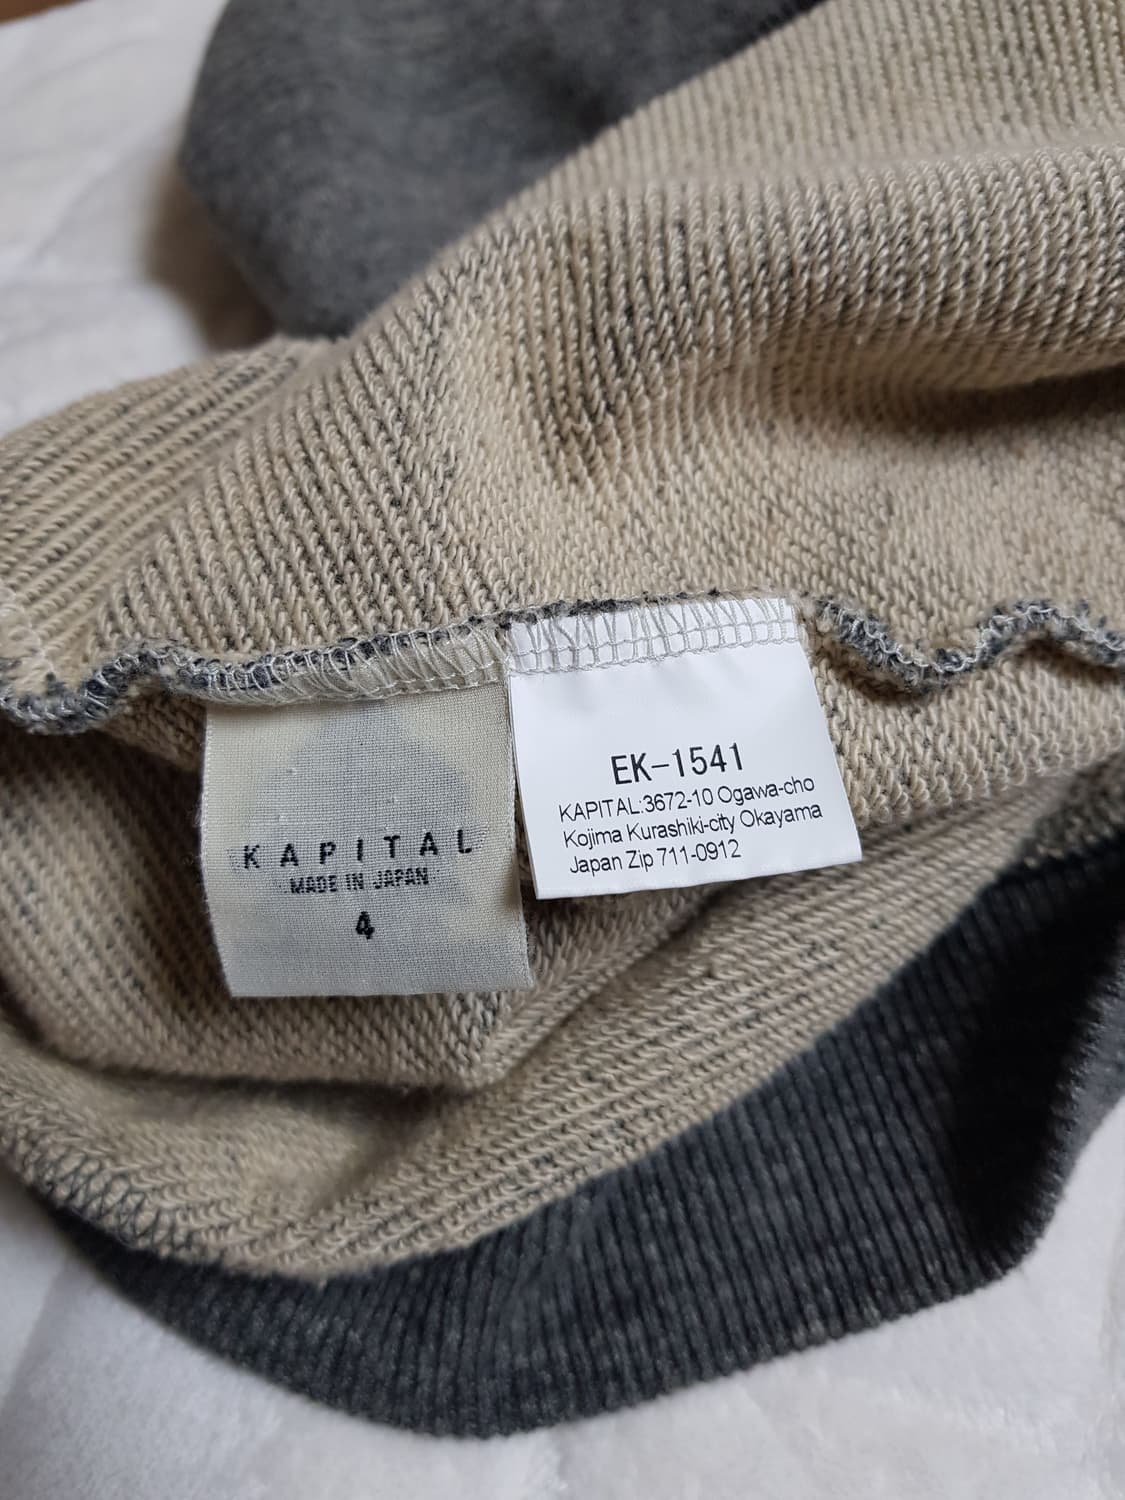 KAPITAL
MADE IN JAPAN
4
EK-1541
KAPITAL:3672-10 Ogawa-cho
Kojima Kurashiki-city Okayama
Japan Zip 711-0912